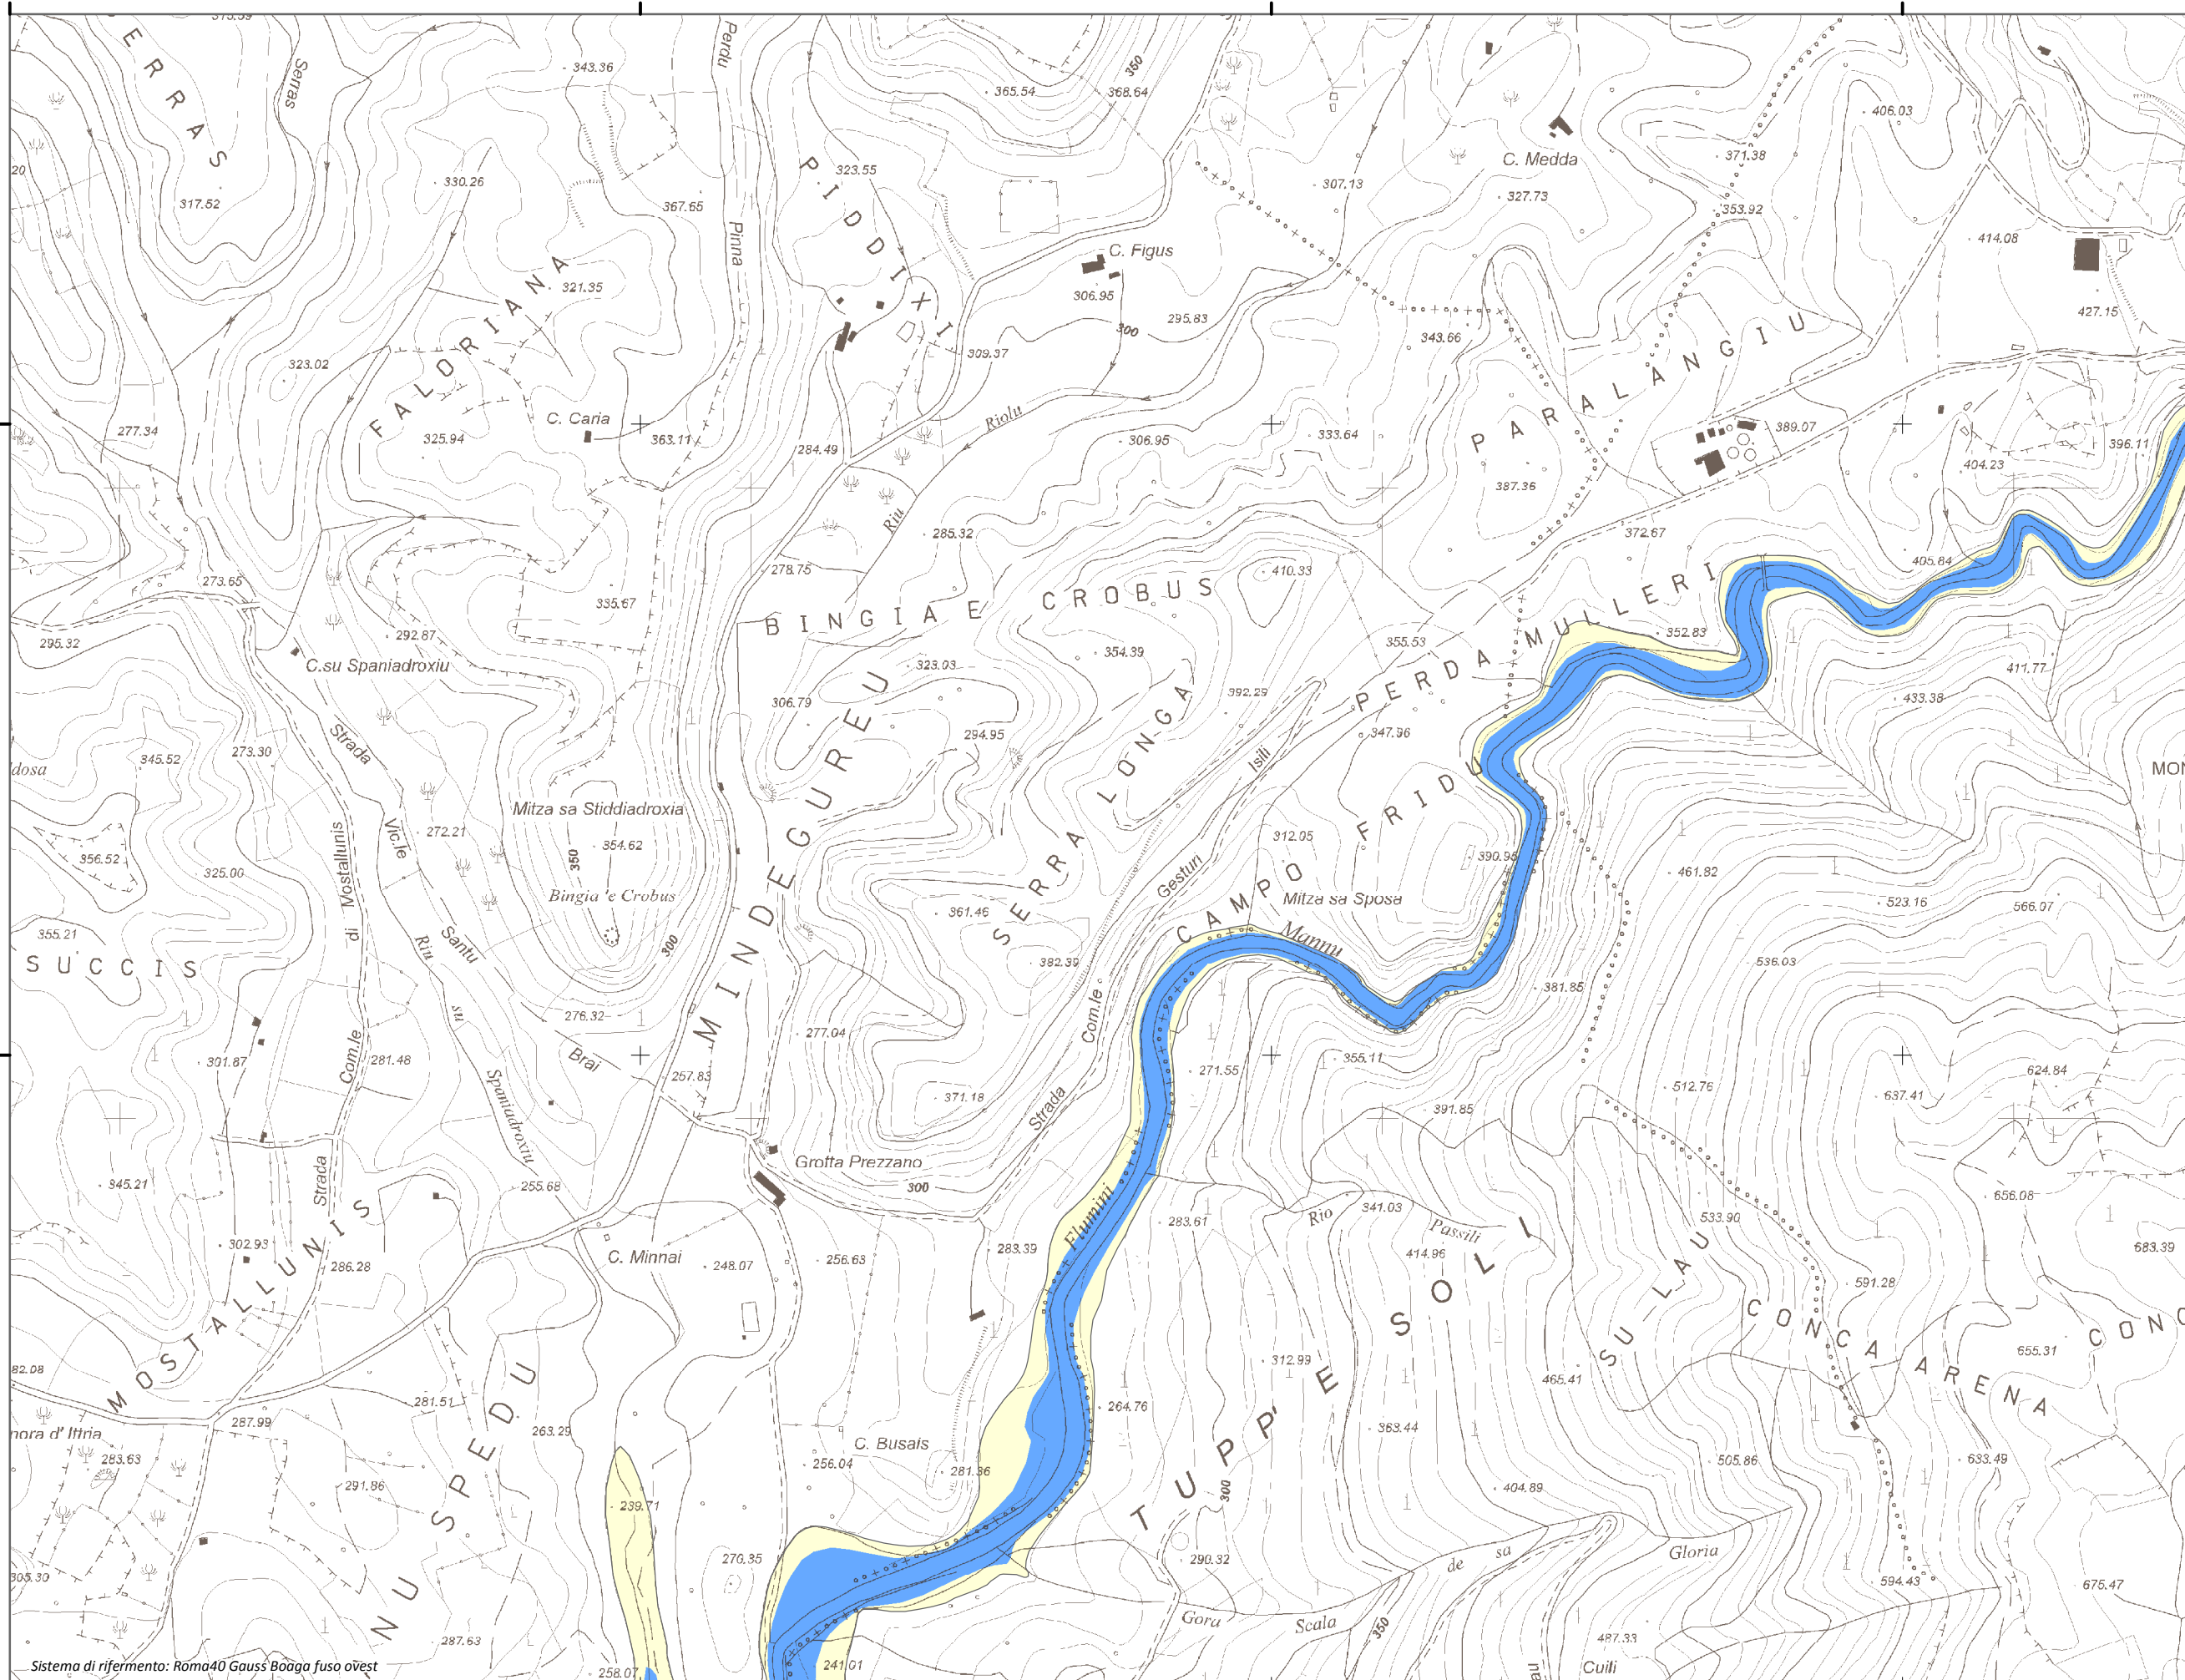 ERRAS
Serras
343.36
Perdu
365.54
368.64
350
406.03
20
317.52
330.26
367.65
Pinna
323.55
PIDDIXI
307.13
C. Medda
327.73
371.38
353.92
414.08
427.15
C. Figus
306.95
300
295.83
309.37
343.66
FALORIANA
321.35
323.02
277.34
325.94
C. Caria
363.11
284.49
Riolu
Riu
306.95
333.64
PARALANGIU
387.36
389.07
404.23
396.11
372.67
405.84
285.32
278.75
273.65
335.67
295.32
292.87
C.su Spaniadroxiu
BINGIA E CROBUS
410.33
354.39
355.53
PERDA MULLERI
352.83
411.77
433.38
323.03
306.79
392.29
347.96
294.95
MINDEGUREU
SERRA LONGA
Isili
Gesturi
Com.le
Strada
345.52
273.30
Strada
Vic.le
Santu
Brai
dosa
MON
Mitza sa Stiddiadroxia
354.62
350
Bingia 'e Crobus
300
272.21
356.52
325.00
355.21
SUCCIS
Strada
Com.le
di
Mostallunis
Riu
su
Spaniadroxiu
312.05
CAMPO FRIDU
Mitza sa Sposa
390.95
Mannu
461.82
523.16
566.07
536.03
381.85
361.46
382.39
276.32
277.04
301.87
281.48
257.83
271.55
355.11
371.18
391.85
512.76
637.41
624.84
Grotta Prezzano
300
345.21
255.68
Flumini
283.61
Rio
341.03
Passili
414.96
533.90
656.08
683.39
302.93
286.28
C. Minnai
248.07
256.63
283.39
591.28
MOSTALLUNIS
82.08
SU LAU
CONCA ARENA
CONC
655.31
312.99
TUPP' E SOLI
465.41
281.51
287.99
263.29
264.76
363.44
nora d' Ittria
283.63
C. Busais
256.04
281.36
291.86
239.71
300
404.89
505.86
633.49
NU SPEDU
305.30
270.35
290.32
de
sa
Gloria
594.43
675.47
Gora
Scala
350
287.63
487.33
258.07
241.01
Cuili
Sistema di rifermento: Roma40 Gauss Boaga fuso ovest